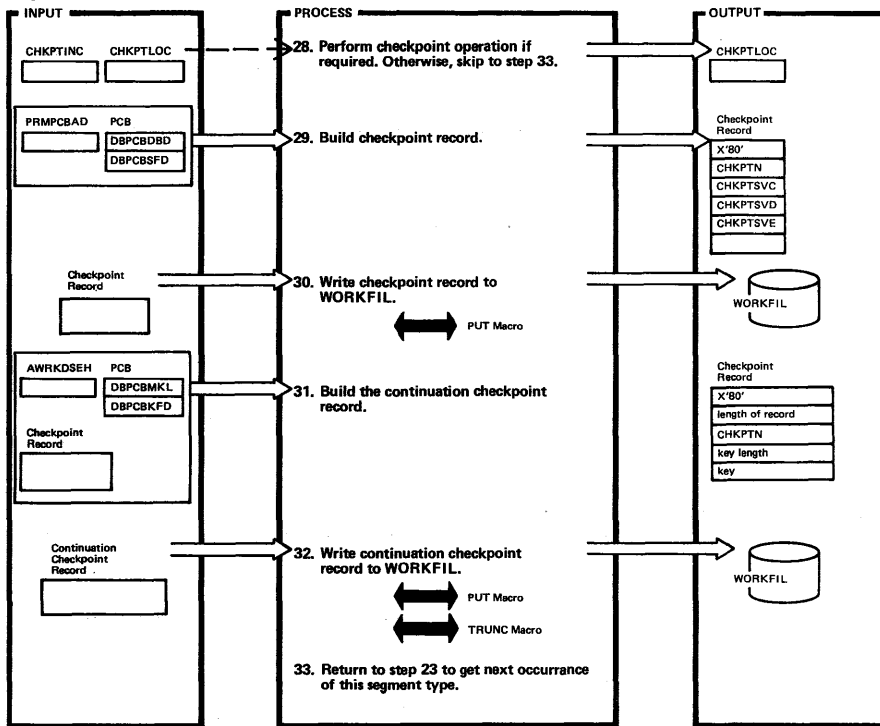 INPUT
PROCESS
OUTPUT
CHKPTINC CHKPTLOC
28. Perform checkpoint operation if
required. Otherwise, skip to step 33.
CHKPTLOC
PRMPCBAD PCB
DBPCBDBD
DBPCBSFD
29. Build checkpoint record.
Checkpoint
Record
X'80'
CHKPTN
CHKPTSVC
CHKPTSVD
CHKPTSVE
Checkpoint
Record
30. Write checkpoint record to
WORKFIL.
PUT Macro
WORKFIL
AWRKDSEH PCB
DBPCBMKL
DBPCBKFD
Checkpoint
Record
31. Build the continuation checkpoint
record.
Checkpoint
Record
X'80'
length of record
CHKPTN
key length
key
Continuation
Checkpoint
Record
32. Write continuation checkpoint
record to WORKFIL.
PUT Macro
TRUNC Macro
WORKFIL
33. Return to step 23 to get next occurrance
of this segment type.